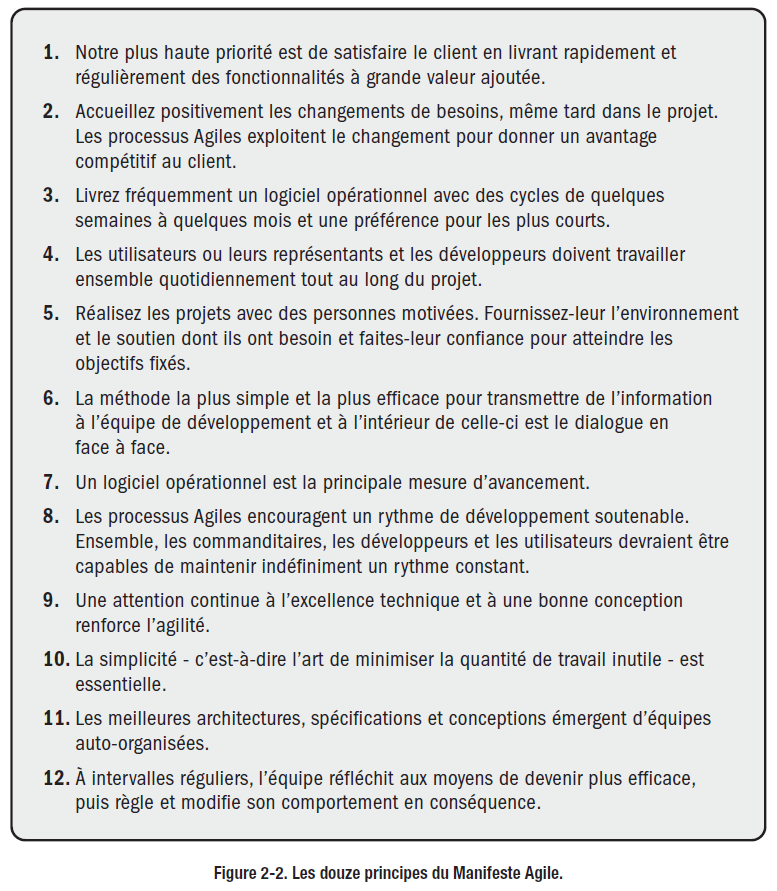 1. Notre plus haute priorité est de satisfaire le client en livrant rapidement et
régulièrement des fonctionnalités à grande valeur ajoutée.
2. Accueillez positivement les changements de besoins, même tard dans le projet.
Les processus Agiles exploitent le changement pour donner un avantage
compétitif au client.
3. Livrez fréquemment un logiciel opérationnel avec des cycles de quelques
semaines à quelques mois et une préférence pour les plus courts.
4. Les utilisateurs ou leurs représentants et les développeurs doivent travailler
ensemble quotidiennement tout au long du projet.
5. Réalisez les projets avec des personnes motivées. Fournissez-leur l’environnement
et le soutien dont ils ont besoin et faites-leur confiance pour atteindre les
objectifs fixés.
6. La méthode la plus simple et la plus efficace pour transmettre de l’information
à l’équipe de développement et à l’intérieur de celle-ci est le dialogue en
face à face.
7. Un logiciel opérationnel est la principale mesure d’avancement.
8. Les processus Agiles encouragent un rythme de développement soutenable.
Ensemble, les commanditaires, les développeurs et les utilisateurs devraient être
capables de maintenir indéfiniment un rythme constant.
9. Une attention continue à l’excellence technique et à une bonne conception
renforce l’agilité.
10. La simplicité - c’est-à-dire l’art de minimiser la quantité de travail inutile - est
essentielle.
11. Les meilleures architectures, spécifications et conceptions émergent d’équipes
auto-organisées.
12. À intervalles réguliers, l’équipe réfléchit aux moyens de devenir plus efficace,
puis règle et modifie son comportement en conséquence.
Figure 2-2. Les douze principes du Manifeste Agile.